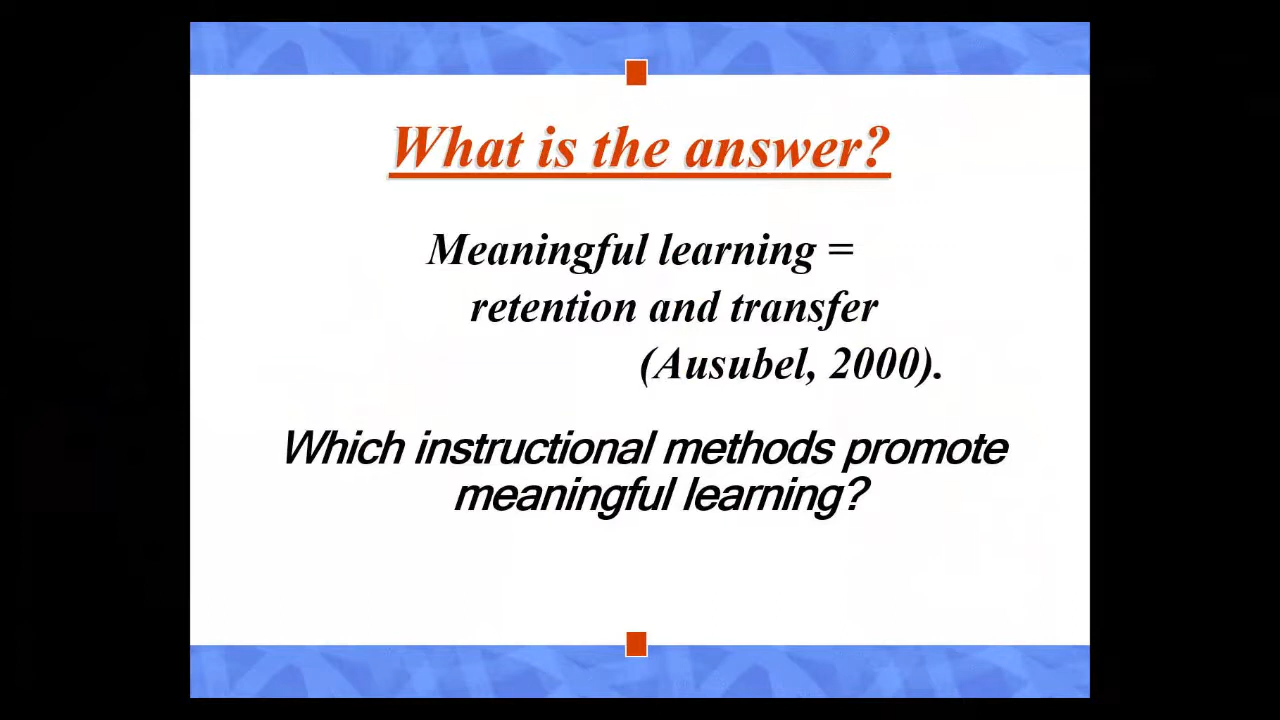 What is the answer?
Meaningful learning =
retention and transfer
(Ausubel, 2000).
Which instructional methods promote
meaningful learning?